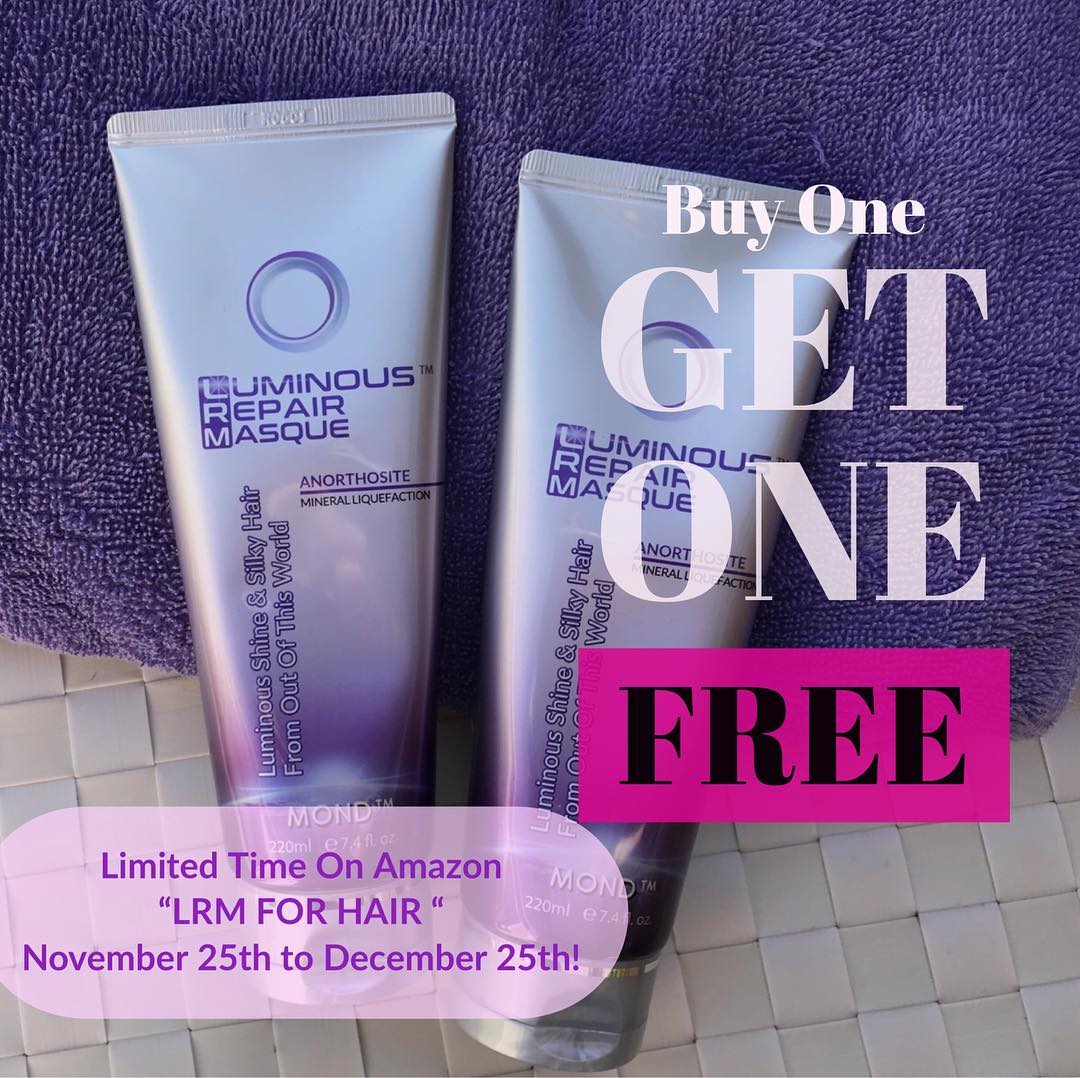 LUMINOUS™
REPAIR
MASQUE
ANORTHOSITE
MINERAL LIQUEFACTION
Luminous Shine & Silky Hair
From Out Of This World
MOND™
220ml e 7,4 fl. oz.
Buy One
GET
ONE
FREE
LUMINOUS™
REPAIR
MASQUE
ANORTHOSITE
MINERAL LIQUEFACTION
Luminous Shine & Silky Hair
From Out Of This World
MOND™
220ml e 7,4 fl. oz.
Limited Time On Amazon
“LRM FOR HAIR “
November 25th to December 25th!